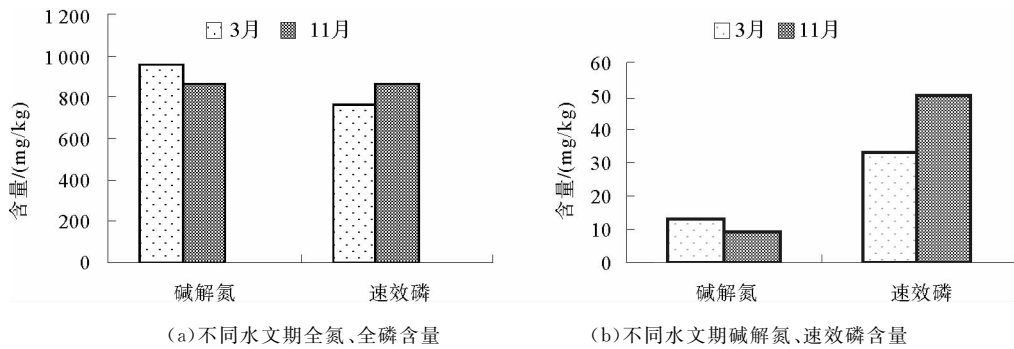 1 200
1 000
800
600
400
200
0
含量/(mg/kg)
3月 11月
碱解氮 速效磷
(a)不同水文期全氮、全磷含量
60
50
40
30
20
10
0
含量/(mg/kg)
3月 11月
碱解氮 速效磷
(b)不同水文期碱解氮、速效磷含量